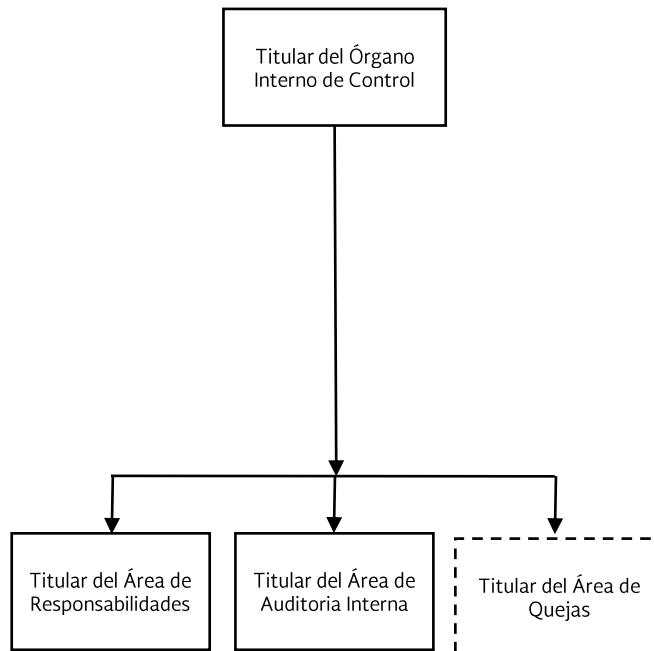 Titular del Órgano
Interno de Control
Titular del Área de
Responsabilidades
Titular del Área de
Auditoria Interna
Titular del Área de
Quejas